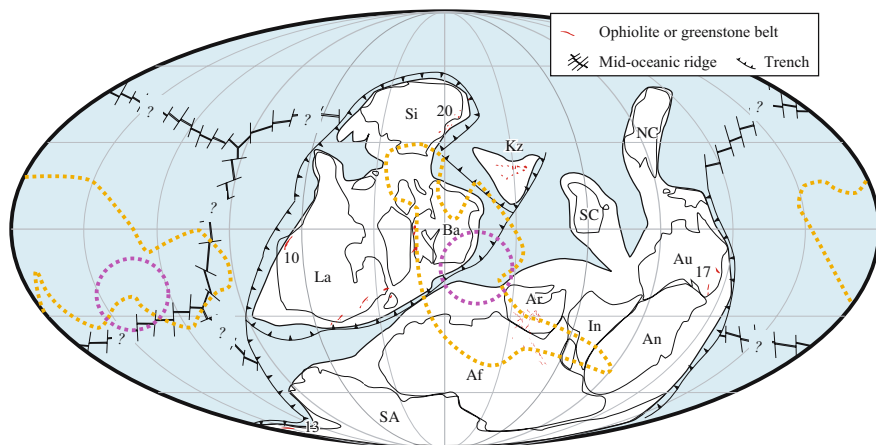 Ophiolite or greenstone belt
Mid-oceanic ridge Trench
? ? ?
Si 20
NC
Kz
?
SC
Ba
10 La
Au
17
?
Ar
In
? ?
An
?
Af
SA
13